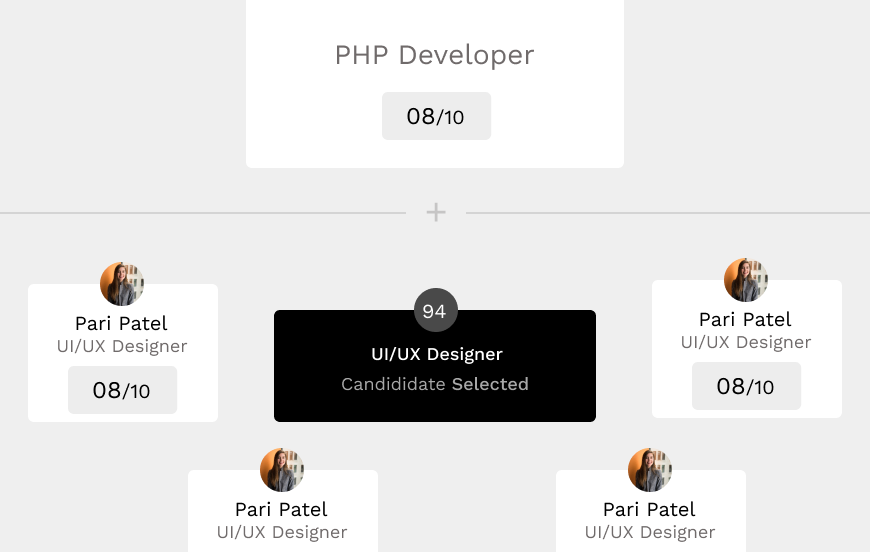 PHP Developer
08/10
+
94
Pari Patel
UI/UX Designer
08/10
UI/UX Designer
Candididate Selected
Pari Patel
UI/UX Designer
08/10
Pari Patel
UI/UX Designer
Pari Patel
UI/UX Designer